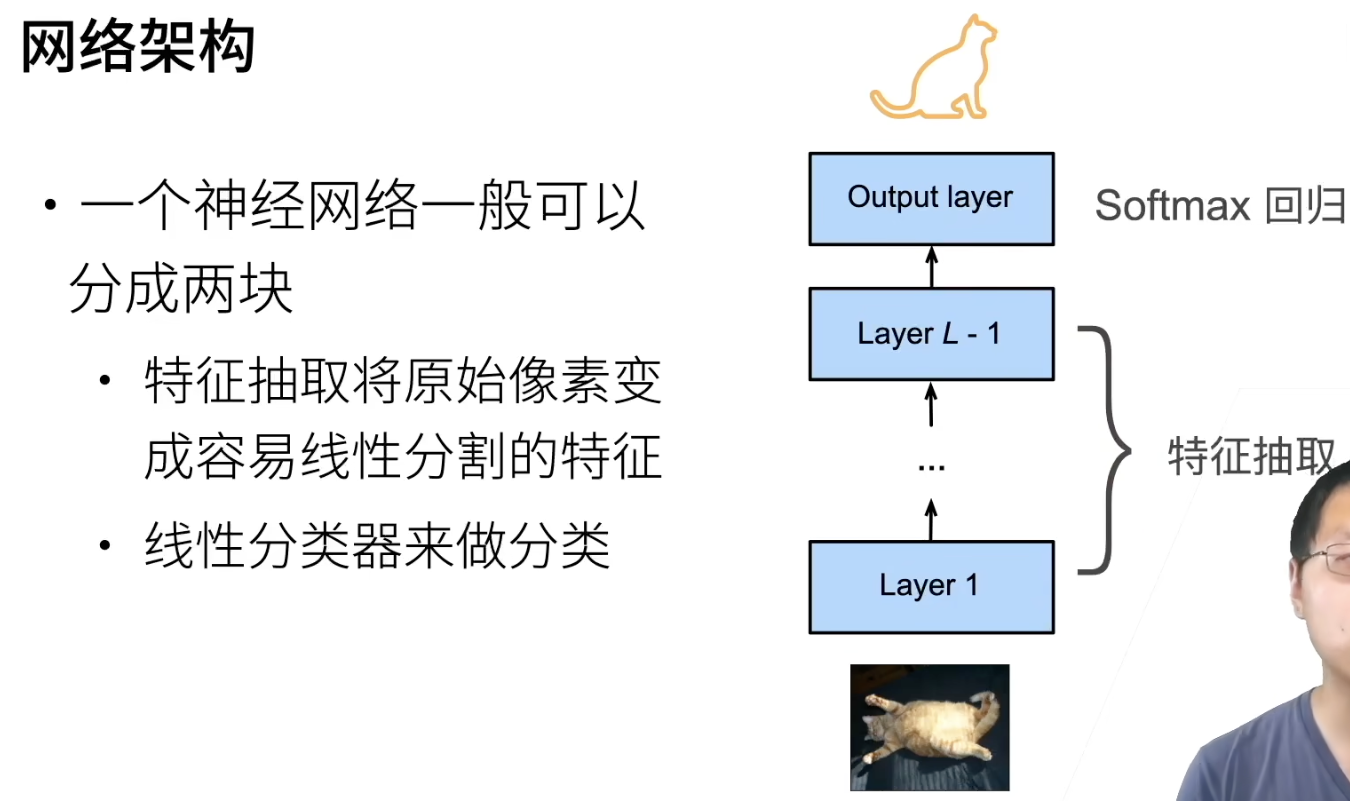 网络架构
• 一个神经网络一般可以
分成两块
• 特征抽取将原始像素变
成容易线性分割的特征
• 线性分类器来做分类
Output layer
Softmax 回归
Layer L - 1
...
特征抽取
Layer 1